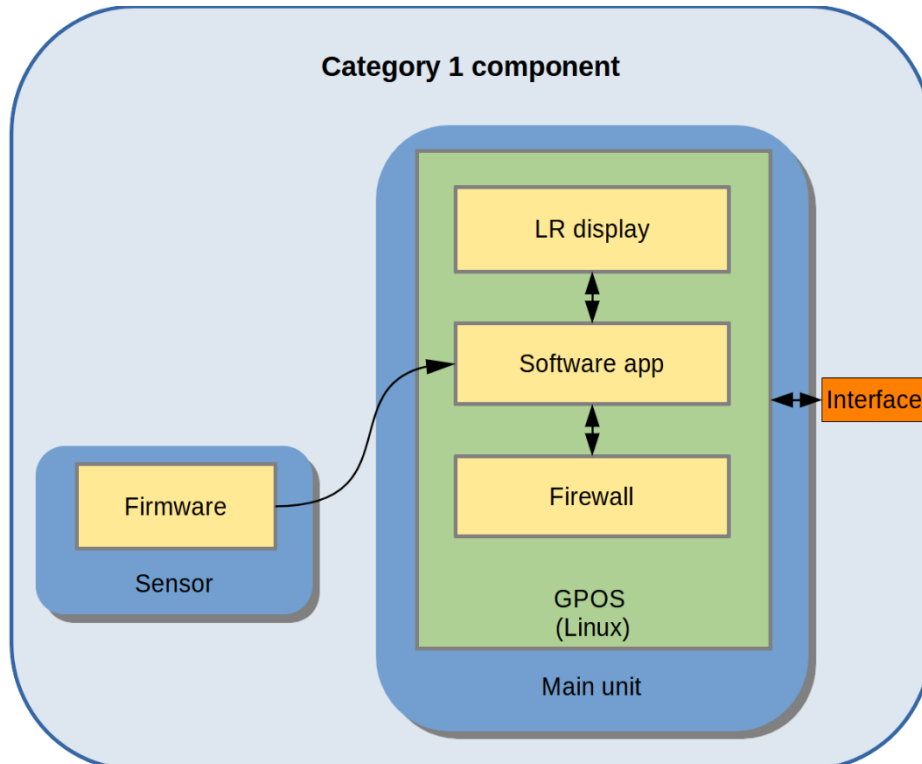 Category 1 component
LR display
Software app
Interface
Firewall
Firmware
Sensor
GPOS
(Linux)
Main unit